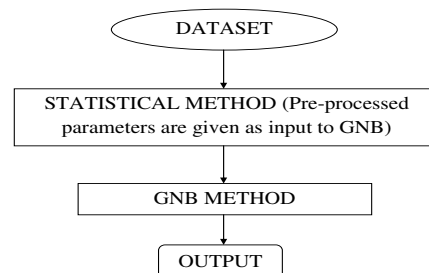 DATASET
STATISTICAL METHOD (Pre-processed
parameters are given as input to GNB)
GNB METHOD
OUTPUT